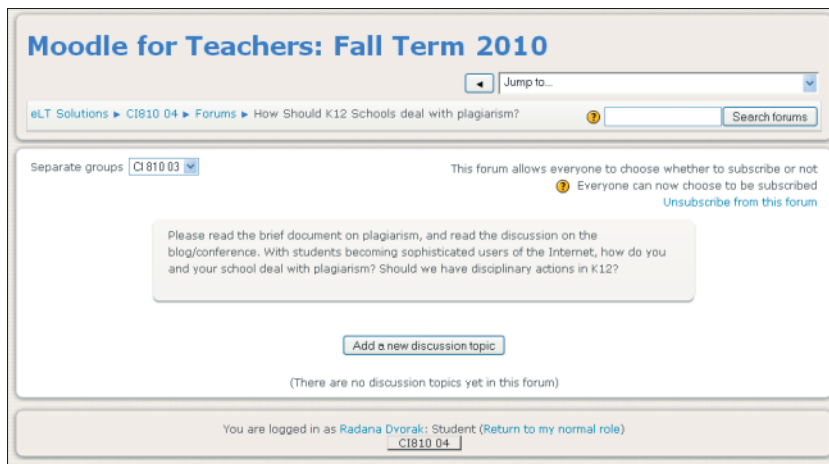 Moodle for Teachers: Fall Term 2010
◄ Jump to...
eLT Solutions ► CI810 04 ► Forums ► How Should K12 Schools deal with plagiarism? ? Search forums
Separate groups CI 810 03 This forum allows everyone to choose whether to subscribe or not
? Everyone can now choose to be subscribed
Unsubscribe from this forum
Please read the brief document on plagiarism, and read the discussion on the
blog/conference. With students becoming sophisticated users of the Internet, how do you
and your school deal with plagiarism? Should we have disciplinary actions in K12?
Add a new discussion topic
(There are no discussion topics yet in this forum)
You are logged in as Radana Dvorak: Student (Return to my normal role)
CI810 04